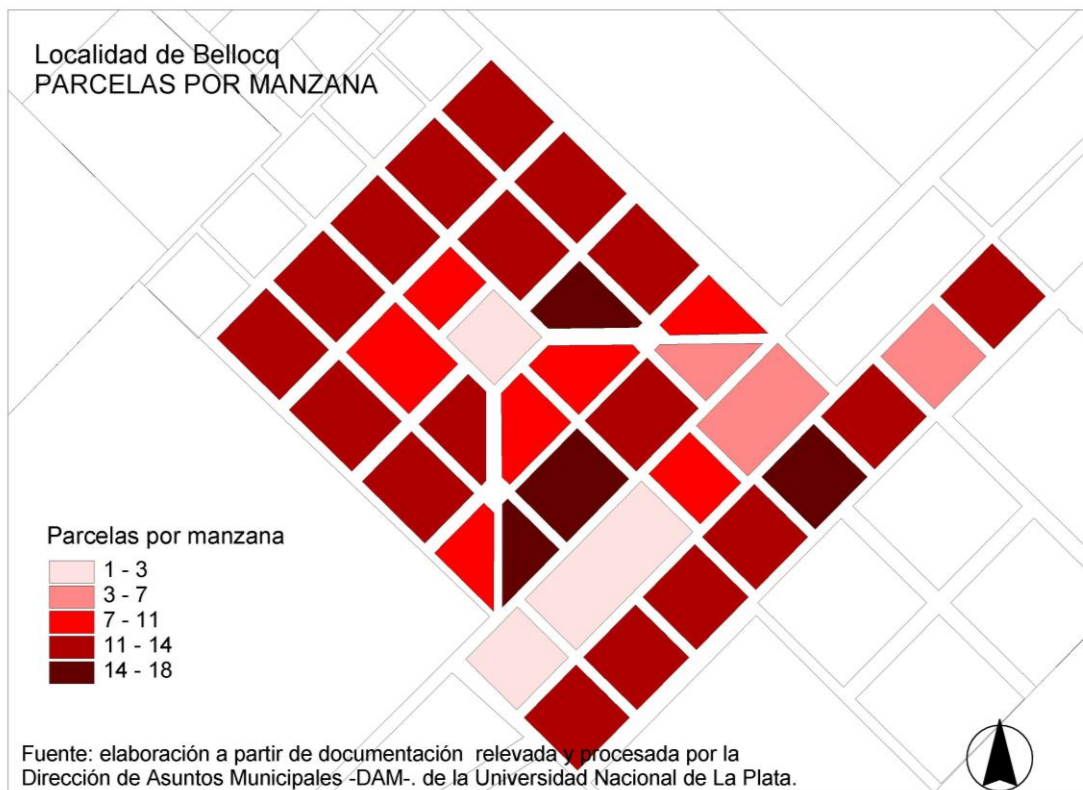 Localidad de Bellocq
PARCELAS POR MANZANA
Parcelas por manzana
1 - 3
3 - 7
7 - 11
11 - 14
14 - 18
Fuente: elaboración a partir de documentación relevada y procesada por la
Dirección de Asuntos Municipales -DAM-. de la Universidad Nacional de La Plata.